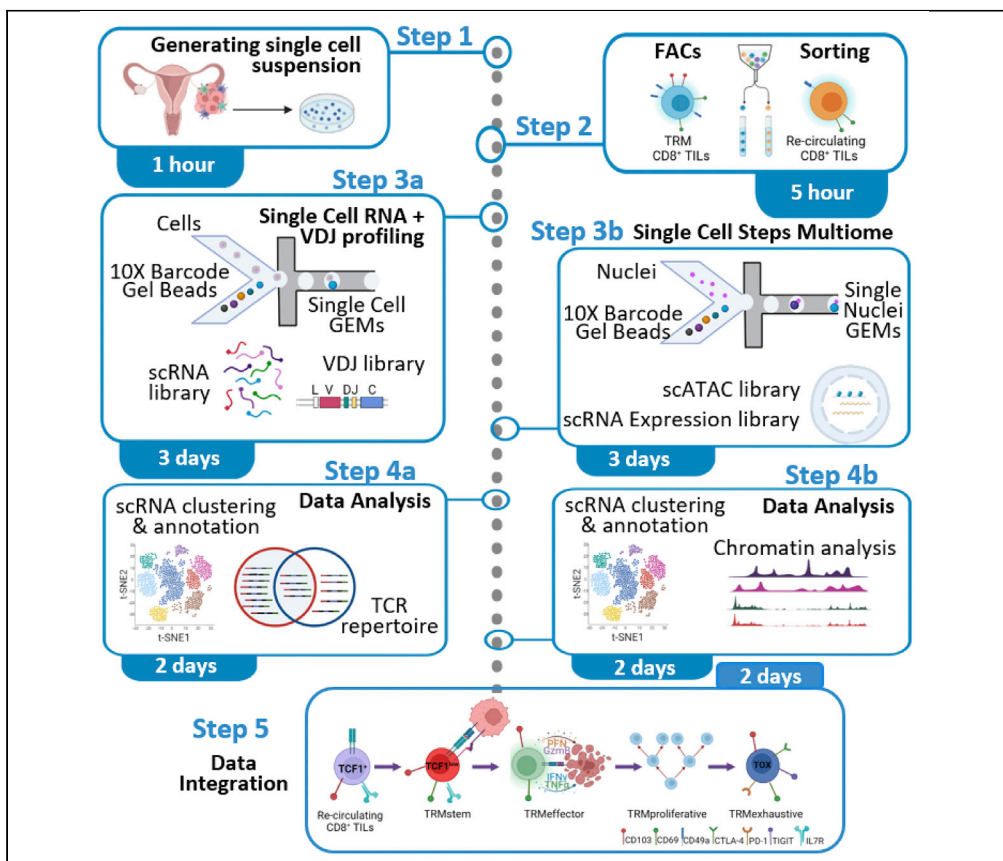 Step 1
Generating single cell
suspension
1 hour
Step 2
FACs
Sorting
TRM
CD8⁺ TILs
Re-circulating
CD8⁺ TILs
5 hour
Step 3a
Single Cell RNA +
VDJ profiling
Cells
10X Barcode
Gel Beads
Single Cell
GEMs
scRNA
library
VDJ library
L V DJ C
3 days
Step 3b
Single Cell Steps Multiome
Nuclei
10X Barcode
Gel Beads
Single
Nuclei
GEMs
scATAC library
scRNA Expression library
3 days
Step 4a
Data Analysis
scRNA clustering
& annotation
t-SNE2
t-SNE1
TCR
repertoire
2 days
Step 4b
Data Analysis
scRNA clustering
& annotation
t-SNE2
t-SNE1
Chromatin analysis
2 days
2 days
Step 5
Data
Integration
TCF1⁺
Re-circulating
CD8⁺ TILs
TCF1ˡᵒʷ
TRMstem
PFN
GzmB
IFNγ
TNFα
TRMeffector
TRMproliferative
TOX
TRMexhaustive
CD103 CD69 CD49a CTLA-4 PD-1 TIGIT IL7R